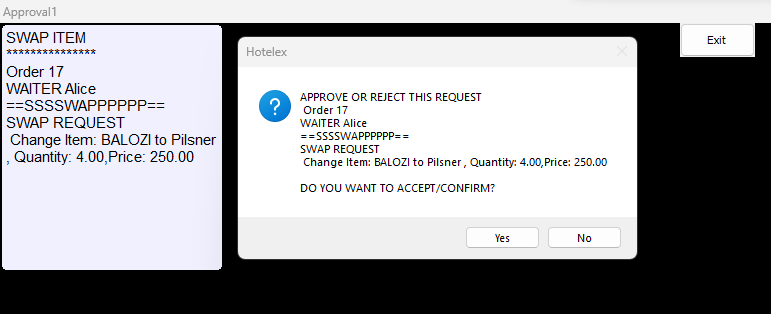 Approval1
SWAP ITEM
***************
Order 17
WAITER Alice
==SSSSWAPPPPPP==
SWAP REQUEST
Change Item: BALOZI to Pilsner
, Quantity: 4.00,Price: 250.00
Hotelex
APPROVE OR REJECT THIS REQUEST
Order 17
WAITER Alice
==SSSSWAPPPPPP==
SWAP REQUEST
Change Item: BALOZI to Pilsner , Quantity: 4.00,Price: 250.00
DO YOU WANT TO ACCEPT/CONFIRM?
Yes
No
Exit